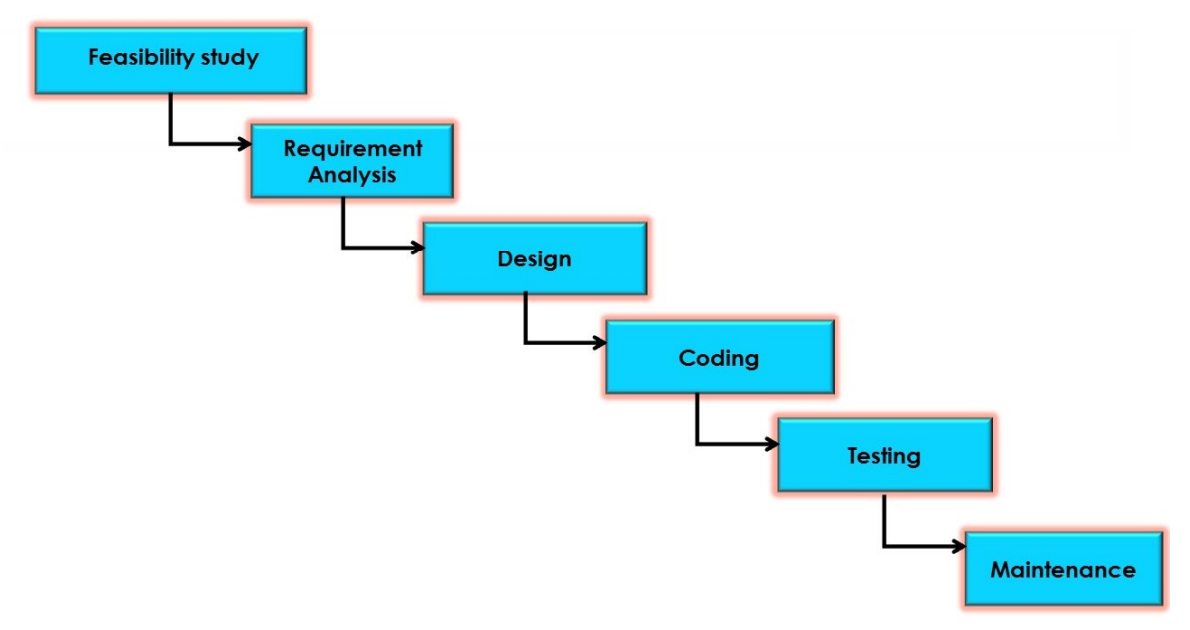 Feasibility study
Requirement
Analysis
Design
Coding
Testing
Maintenance